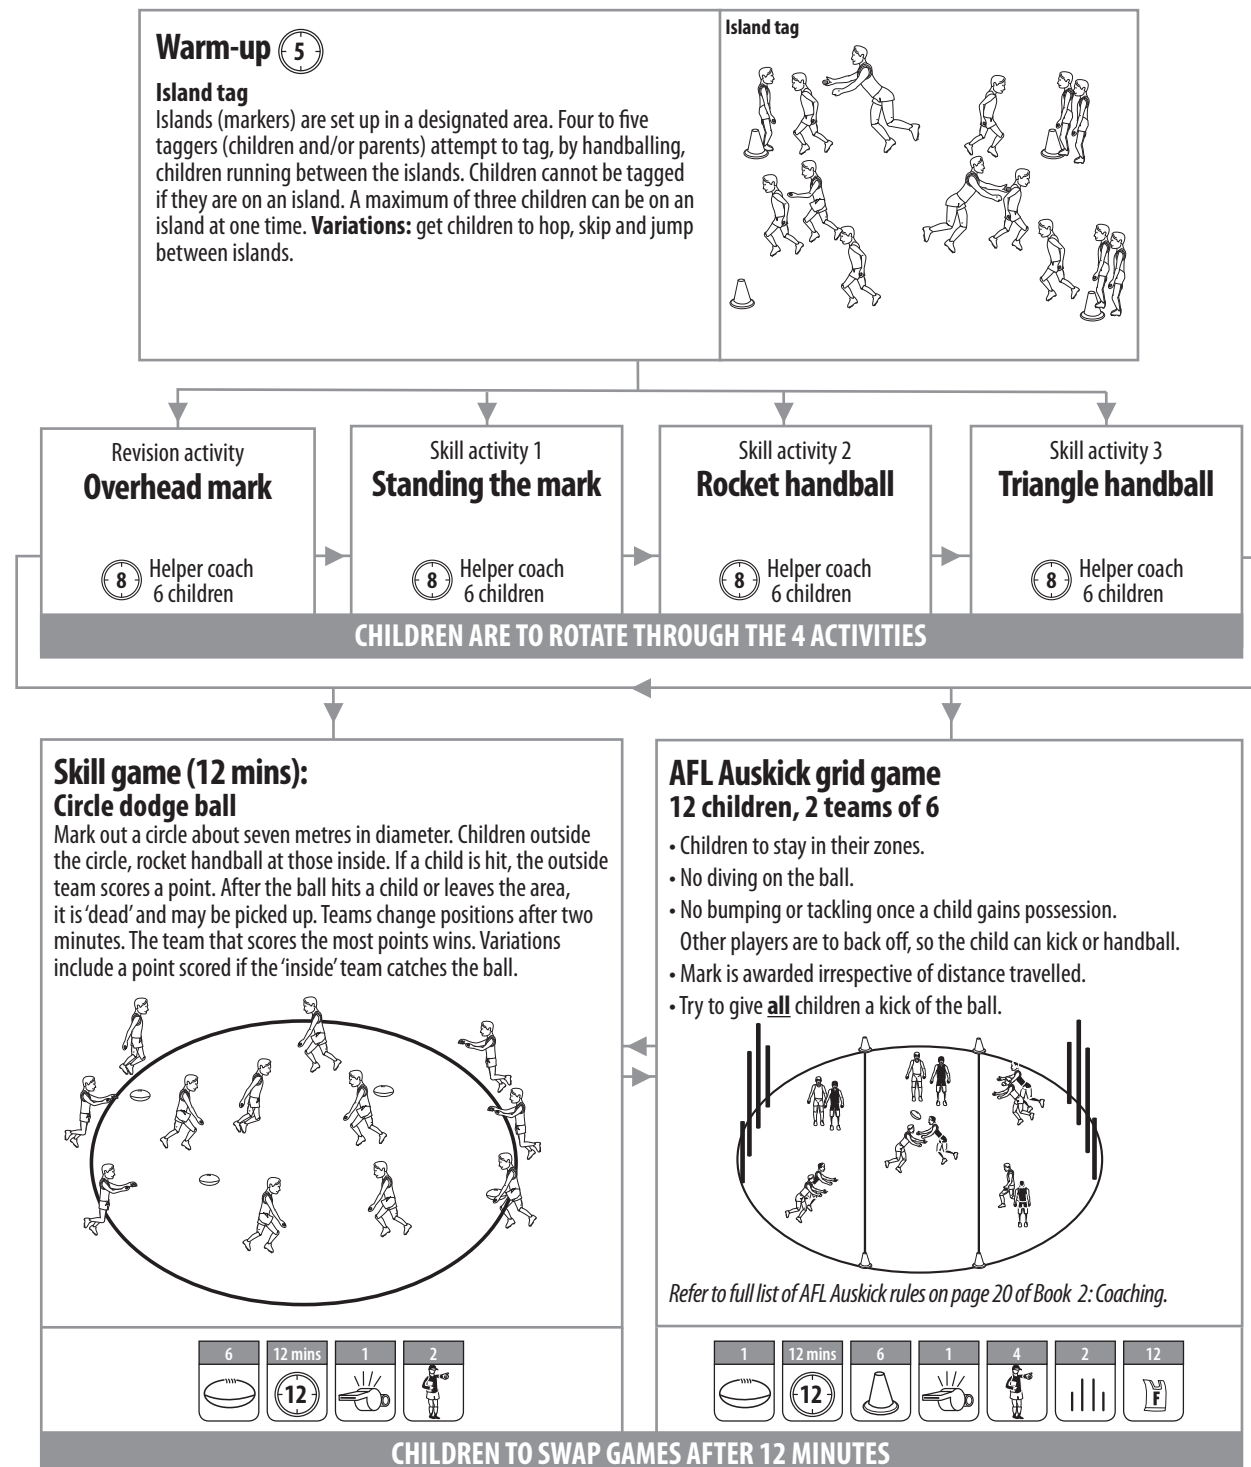 Warm-up 5
Island tag
Islands (markers) are set up in a designated area. Four to five
taggers (children and/or parents) attempt to tag, by handballing,
children running between the islands. Children cannot be tagged
if they are on an island. A maximum of three children can be on an
island at one time. Variations: get children to hop, skip and jump
between islands.
Island tag
Revision activity
Overhead mark
8 Helper coach
6 children
Skill activity 1
Standing the mark
8 Helper coach
6 children
Skill activity 2
Rocket handball
8 Helper coach
6 children
Skill activity 3
Triangle handball
8 Helper coach
6 children
CHILDREN ARE TO ROTATE THROUGH THE 4 ACTIVITIES
Skill game (12 mins):
Circle dodge ball
Mark out a circle about seven metres in diameter. Children outside
the circle, rocket handball at those inside. If a child is hit, the outside
team scores a point. After the ball hits a child or leaves the area,
it is ‘dead’ and may be picked up. Teams change positions after two
minutes. The team that scores the most points wins. Variations
include a point scored if the ‘inside’ team catches the ball.
6 12 mins 1 2
12
AFL Auskick grid game
12 children, 2 teams of 6
• Children to stay in their zones.
• No diving on the ball.
• No bumping or tackling once a child gains possession.
Other players are to back off, so the child can kick or handball.
• Mark is awarded irrespective of distance travelled.
• Try to give all children a kick of the ball.
Refer to full list of AFL Auskick rules on page 20 of Book 2: Coaching.
1 12 mins 6 1 4 2 12
12 F
CHILDREN TO SWAP GAMES AFTER 12 MINUTES